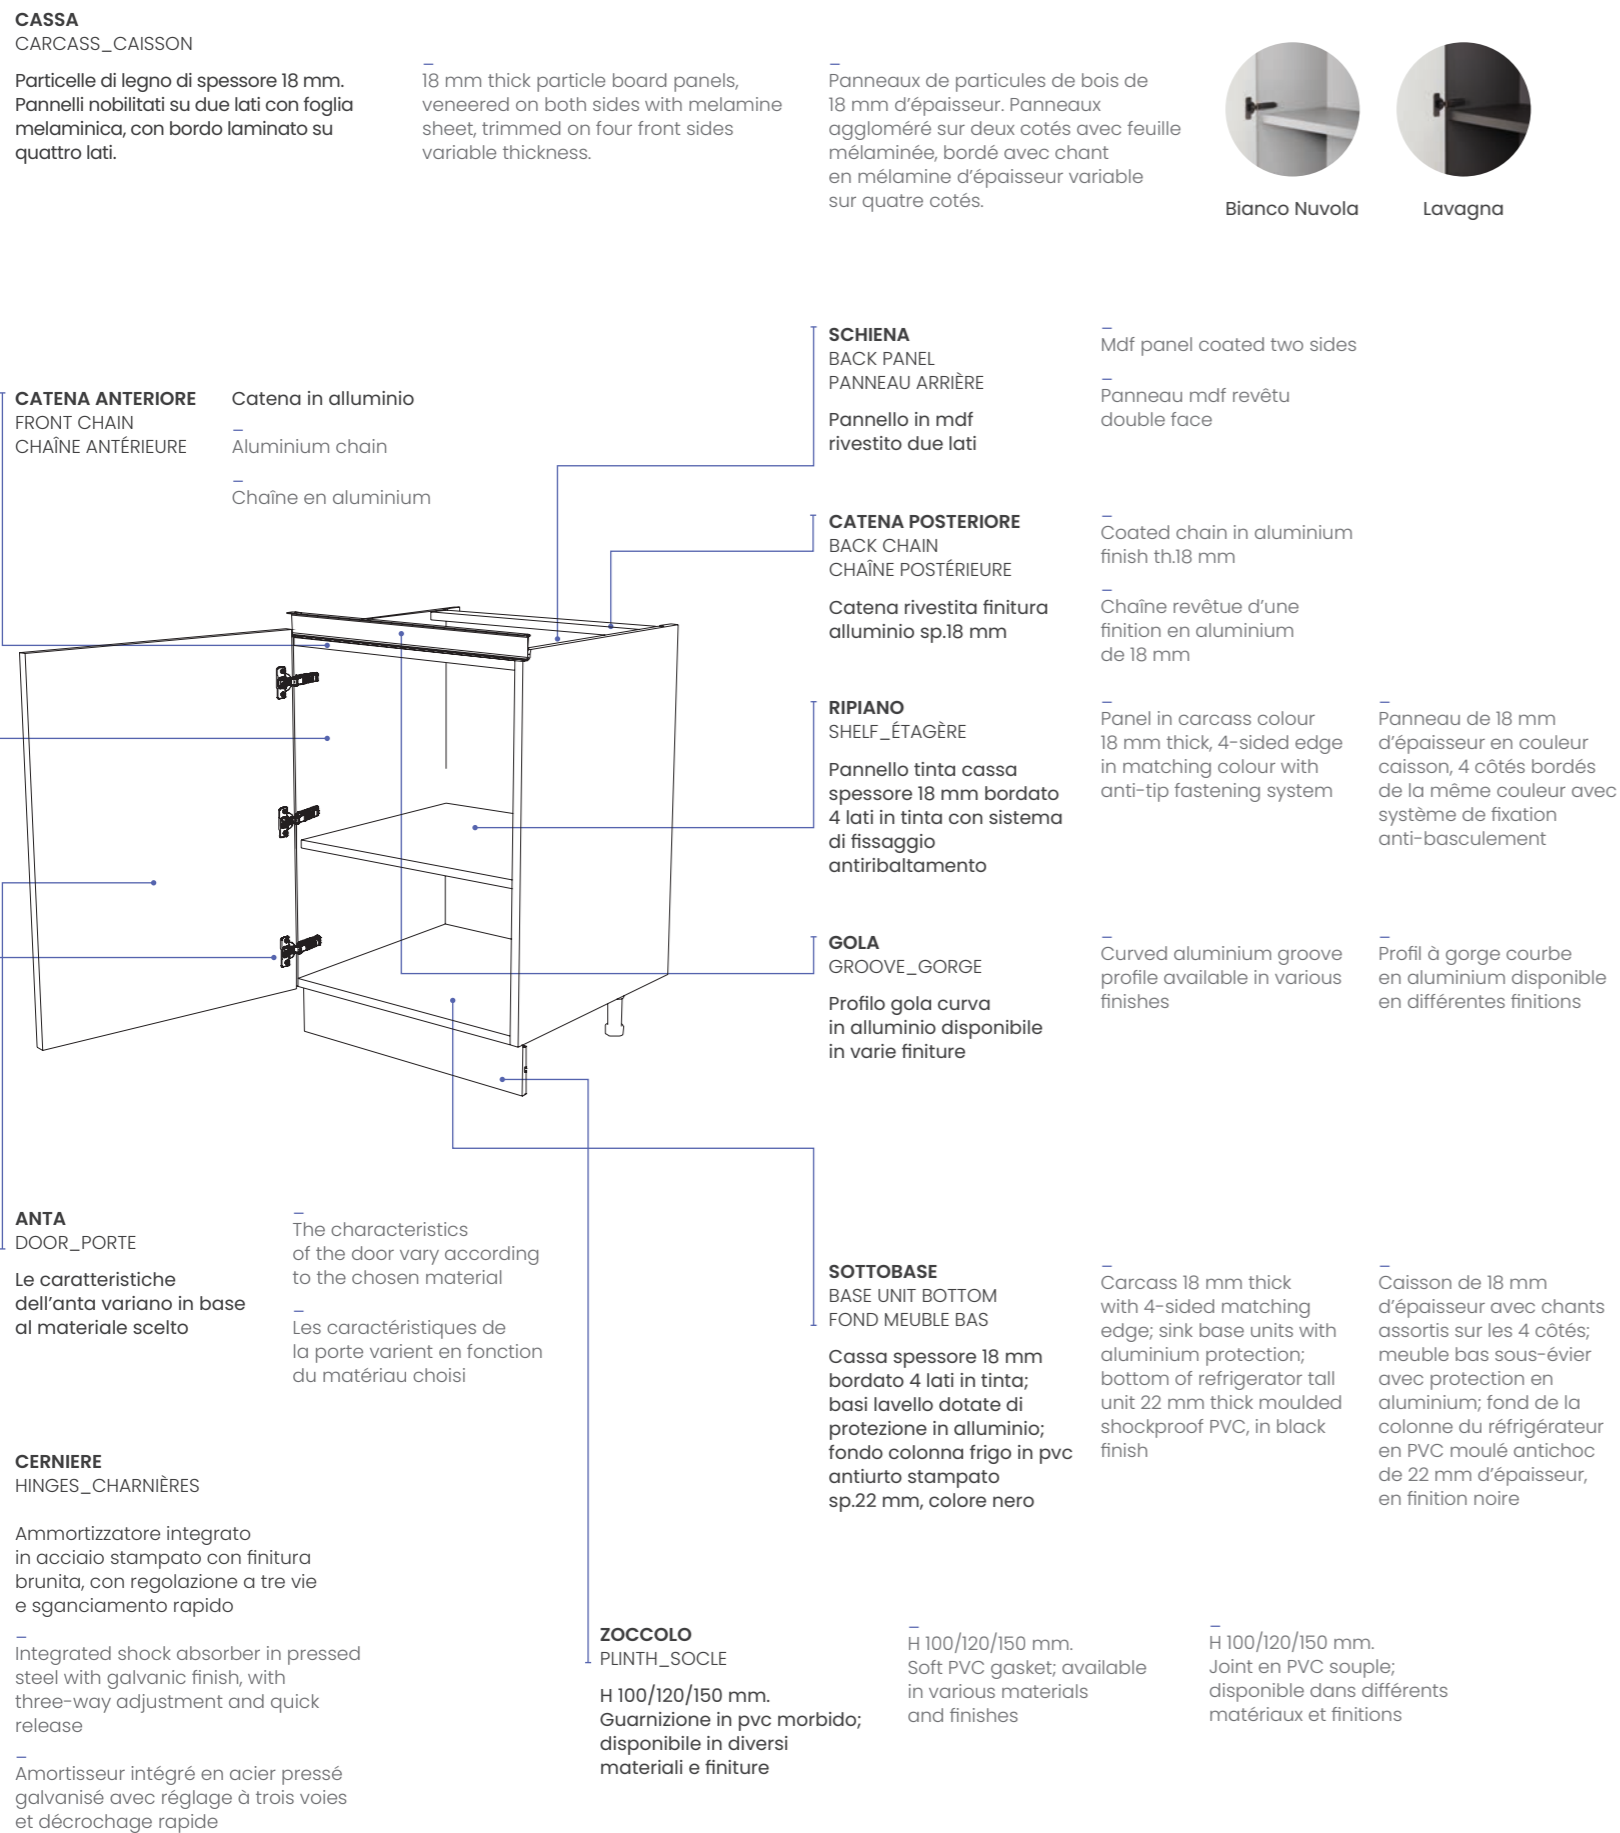 CASSA
CARCASS_CAISSON
Particelle di legno di spessore 18 mm.
Pannelli nobilitati su due lati con foglia
melaminica, con bordo laminato su
quattro lati.
18 mm thick particle board panels,
veneered on both sides with melamine
sheet, trimmed on four front sides
variable thickness.
Panneaux de particules de bois de
18 mm d’épaisseur. Panneaux
aggloméré sur deux cotés avec feuille
mélaminée, bordé avec chant
en mélamine d’épaisseur variable
sur quatre cotés.
Bianco Nuvola
Lavagna
CATENA ANTERIORE
FRONT CHAIN
CHAÎNE ANTÉRIEURE
Catena in alluminio
Aluminium chain
Chaîne en aluminium
SCHIENA
BACK PANEL
PANNEAU ARRIÈRE
Pannello in mdf
rivestito due lati
Mdf panel coated two sides
Panneau mdf revêtu
double face
CATENA POSTERIORE
BACK CHAIN
CHAÎNE POSTÉRIEURE
Catena rivestita finitura
alluminio sp.18 mm
Coated chain in aluminium
finish th.18 mm
Chaîne revêtue d’une
finition en aluminium
de 18 mm
RIPIANO
SHELF_ÉTAGÈRE
Pannello tinta cassa
spessore 18 mm bordato
4 lati in tinta con sistema
di fissaggio
antiribaltamento
Panel in carcass colour
18 mm thick, 4-sided edge
in matching colour with
anti-tip fastening system
Panneau de 18 mm
d’épaisseur en couleur
caisson, 4 côtés bordés
de la même couleur avec
système de fixation
anti-basculement
GOLA
GROOVE_GORGE
Profilo gola curva
in alluminio disponibile
in varie finiture
Curved aluminium groove
profile available in various
finishes
Profil à gorge courbe
en aluminium disponible
en différentes finitions
ANTA
DOOR_PORTE
Le caratteristiche
dell’anta variano in base
al materiale scelto
The characteristics
of the door vary according
to the chosen material
Les caractéristiques de
la porte varient en fonction
du matériau choisi
SOTTOBASE
BASE UNIT BOTTOM
FOND MEUBLE BAS
Cassa spessore 18 mm
bordato 4 lati in tinta;
basi lavello dotate di
protezione in alluminio;
fondo colonna frigo in pvc
antiurto stampato
sp.22 mm, colore nero
Carcass 18 mm thick
with 4-sided matching
edge; sink base units with
aluminium protection;
bottom of refrigerator tall
unit 22 mm thick moulded
shockproof PVC, in black
finish
Caisson de 18 mm
d’épaisseur avec chants
assortis sur les 4 côtés;
meuble bas sous-évier
avec protection en
aluminium; fond de la
colonne du réfrigérateur
en PVC moulé antichoc
de 22 mm d’épaisseur,
en finition noire
CERNIERE
HINGES_CHARNIÈRES
Ammortizzatore integrato
in acciaio stampato con finitura
brunita, con regolazione a tre vie
e sganciamento rapido
Integrated shock absorber in pressed
steel with galvanic finish, with
three-way adjustment and quick
release
Amortisseur intégré en acier pressé
galvanisé avec réglage à trois voies
et décrochage rapide
ZOCCOLO
PLINTH_SOCLE
H 100/120/150 mm.
Guarnizione in pvc morbido;
disponibile in diversi
materiali e finiture
H 100/120/150 mm.
Soft PVC gasket; available
in various materials
and finishes
H 100/120/150 mm.
Joint en PVC souple;
disponible dans différents
matériaux et finitions